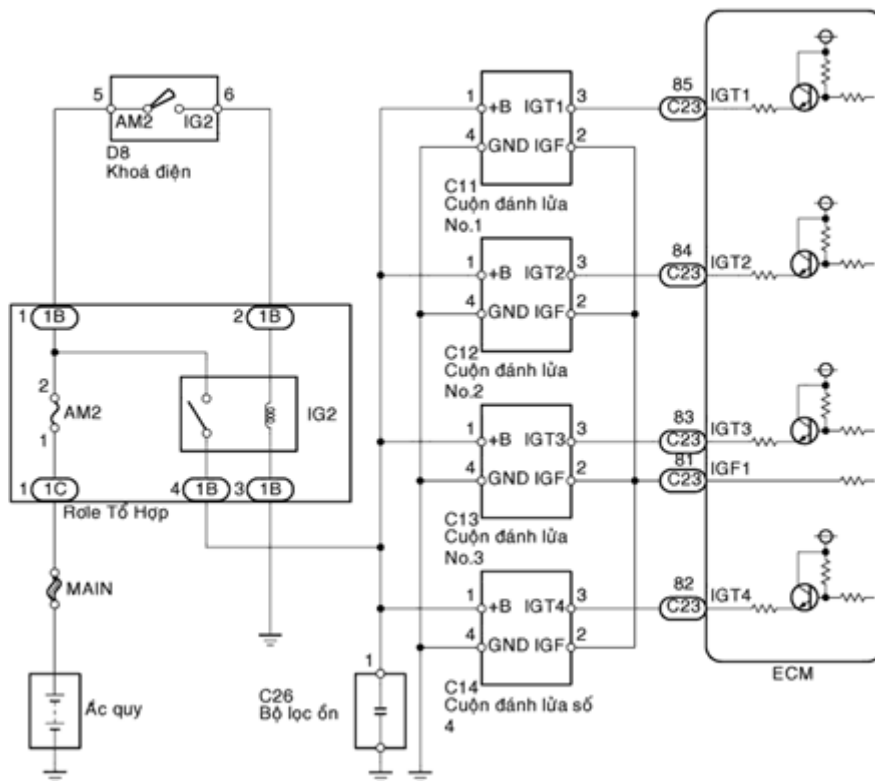 5 AM2 IG2 6
D8
Khoá điện
1 1B 2 1B
2
AM2
1
IG2
1 1C 4 1B 3 1B
Rơle Tổ Hợp
MAIN
Ắc quy
1
C26
Bộ lọc ồn
1 +B IGT1 3
4 GND IGF 2
C11
Cuộn đánh lửa
No.1
1 +B IGT2 3
4 GND IGF 2
C12
Cuộn đánh lửa
No.2
1 +B IGT3 3
4 GND IGF 2
C13
Cuộn đánh lửa
No.3
1 +B IGT4 3
4 GND IGF 2
C14
Cuộn đánh lửa số
4
85
C23 IGT1
84
C23 IGT2
83
C23 IGT3
81
C23 IGF1
82
C23 IGT4
ECM